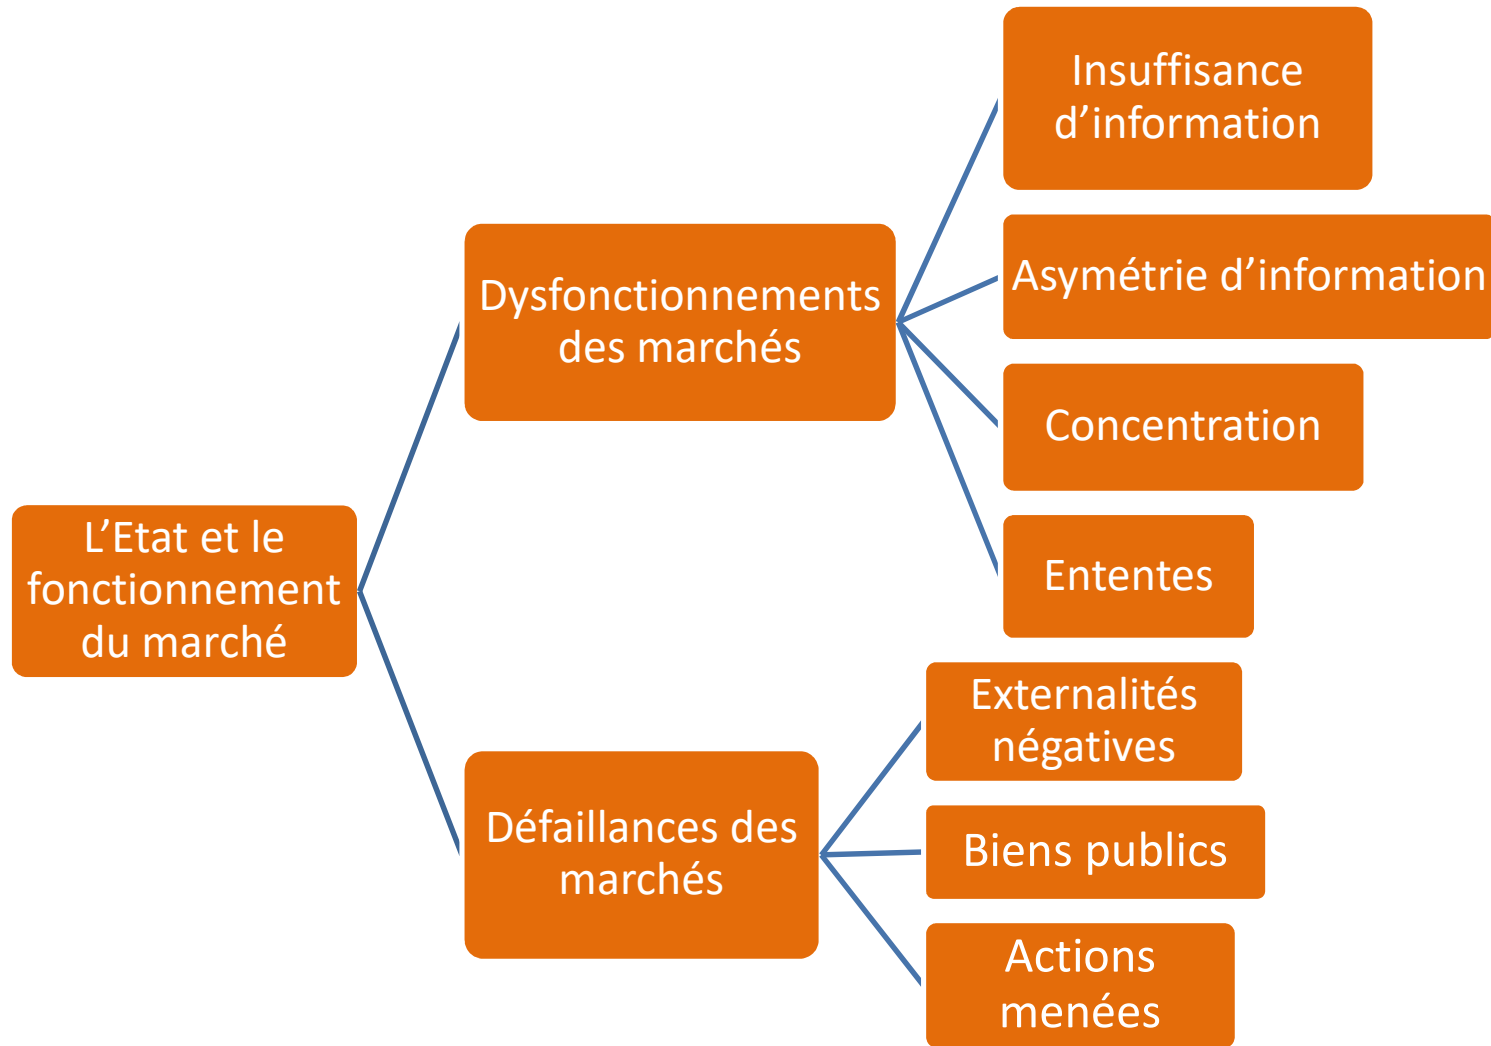 L’Etat et le
fonctionnement
du marché
Dysfonctionnements
des marchés
Insuffisance
d’information
Asymétrie d’information
Concentration
Ententes
Défaillances des
marchés
Externalités
négatives
Biens publics
Actions
menées